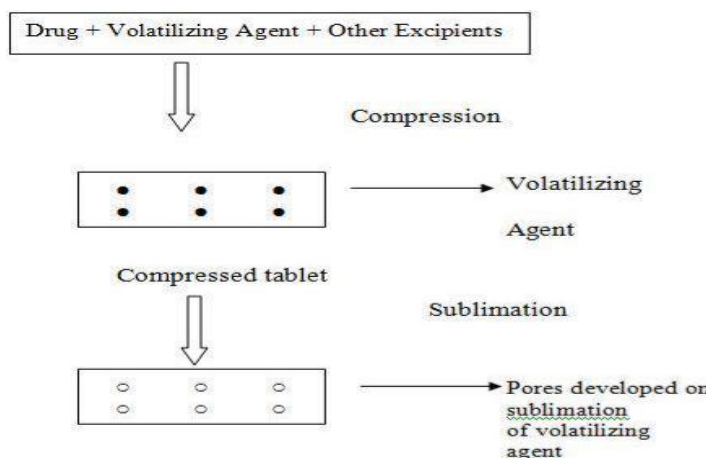 Drug + Volatilizing Agent + Other Excipients
Compression
Volatilizing
Agent
Compressed tablet
Sublimation
Pores developed on
sublimation
of volatilizing
agent